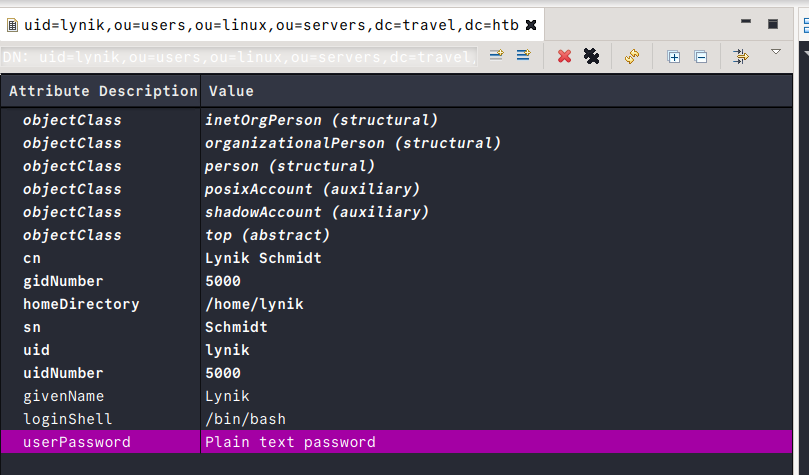 uid=lynik,ou=users,ou=linux,ou=servers,dc=travel,dc=htb
DN: uid=lynik,ou=users,ou=linux,ou=servers,dc=travel,
Attribute Description Value
objectClass inetOrgPerson (structural)
objectClass organizationalPerson (structural)
objectClass person (structural)
objectClass posixAccount (auxiliary)
objectClass shadowAccount (auxiliary)
objectClass top (abstract)
cn Lynik Schmidt
gidNumber 5000
homeDirectory /home/lynik
sn Schmidt
uid lynik
uidNumber 5000
givenName Lynik
loginShell /bin/bash
userPassword Plain text password